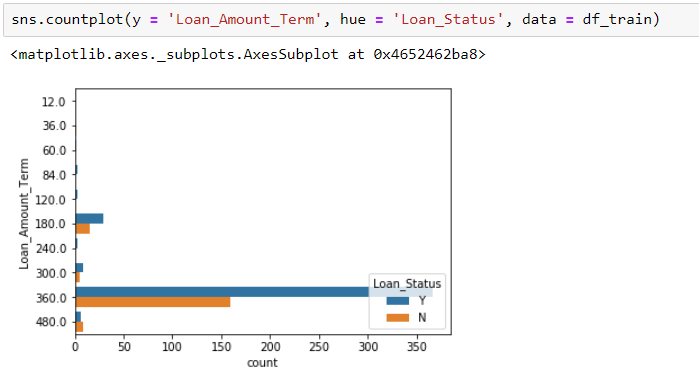 sns.countplot(y = 'Loan_Amount_Term', hue = 'Loan_Status', data = df_train)
<matplotlib.axes._subplots.AxesSubplot at 0x4652462ba8>
Loan_Amount_Term
12.0
36.0
60.0
84.0
120.0
180.0
240.0
300.0
360.0
480.0
Loan_Status
Y
N
0 50 100 150 200 250 300 350
count